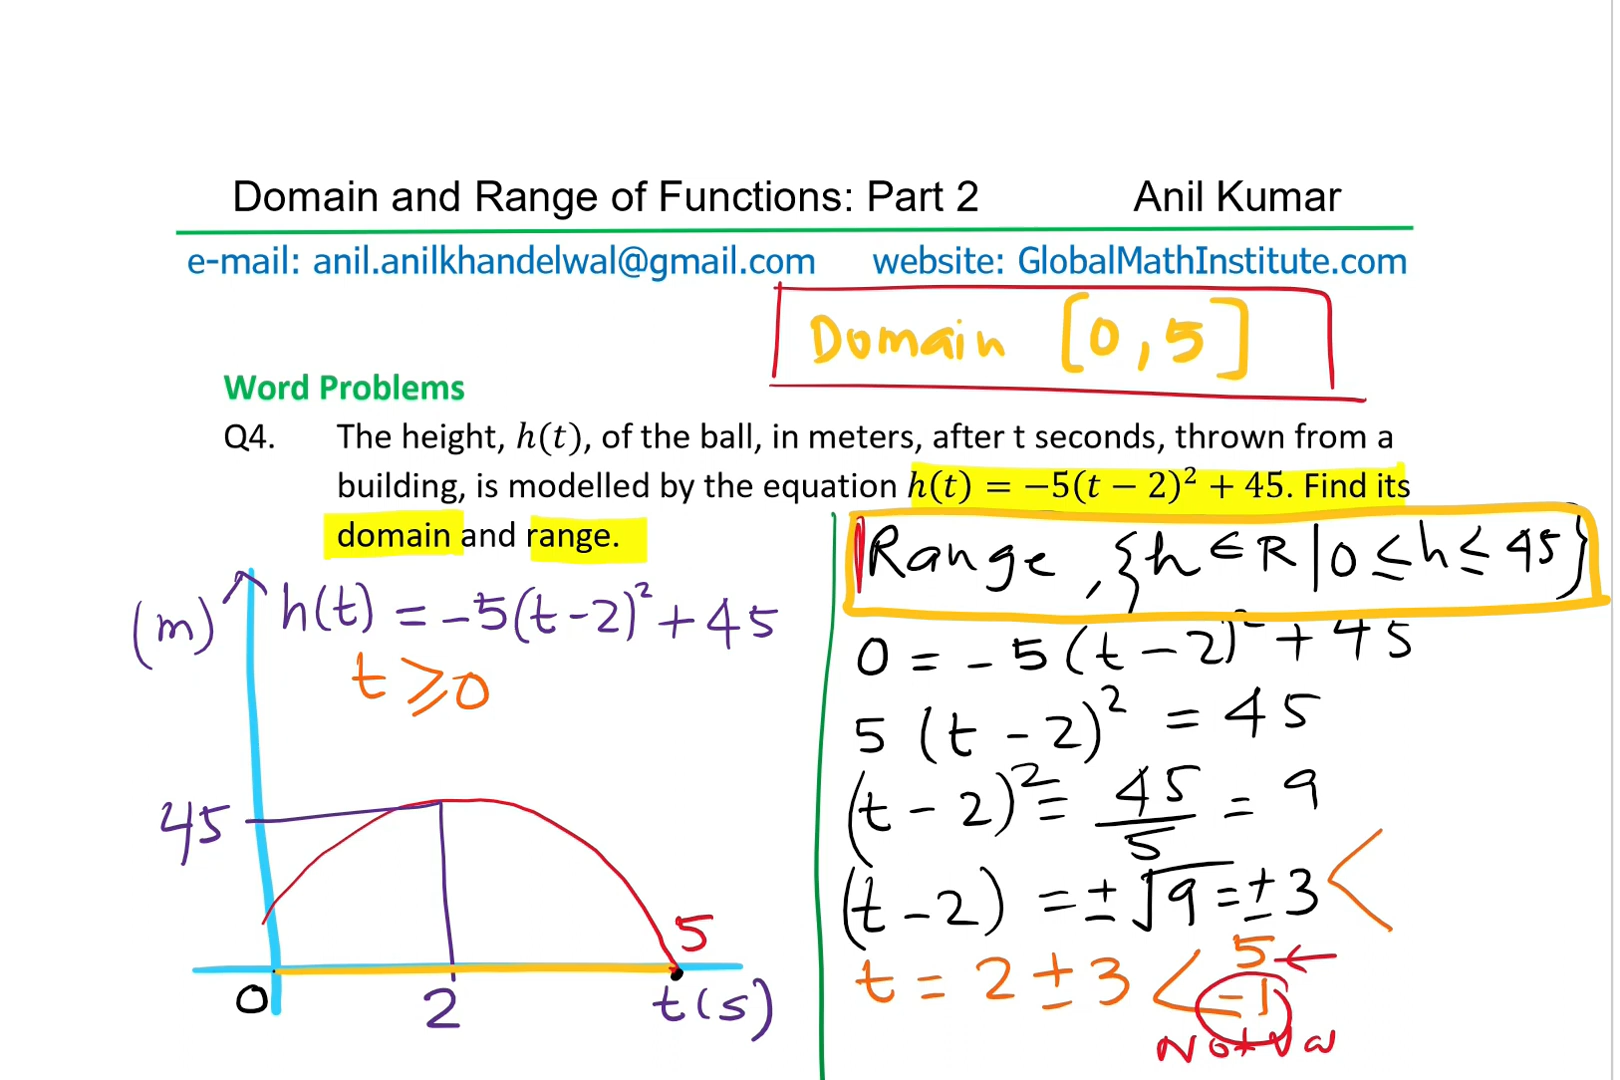 Domain and Range of Functions: Part 2 Anil Kumar
e-mail: anil.anilkhandelwal@gmail.com website: GlobalMathInstitute.com
Domain [0,5]
Word Problems
Q4. The height, h(t), of the ball, in meters, after t seconds, thrown from a
building, is modelled by the equation h(t) = −5(t − 2)² + 45. Find its
domain and range.
Range, {h ∈ R | 0 ≤ h ≤ 45}
(m) h(t) = -5(t-2)² + 45
t ≥ 0
45
5
0 2 t(s)
0 = -5(t-2)² + 45
5(t-2)² = 45
(t-2)² = 45/5 = 9
(t-2) = ±√9 = ±3
t = 2 ± 3 < 5 ←
-1
Not Va